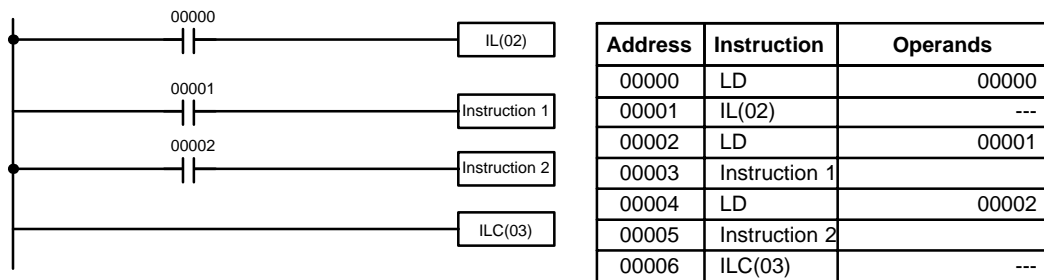 00000
IL(02)
00001
Instruction 1
00002
Instruction 2
ILC(03)
Address Instruction Operands
00000 LD 00000
00001 IL(02) ---
00002 LD 00001
00003 Instruction 1
00004 LD 00002
00005 Instruction 2
00006 ILC(03) ---